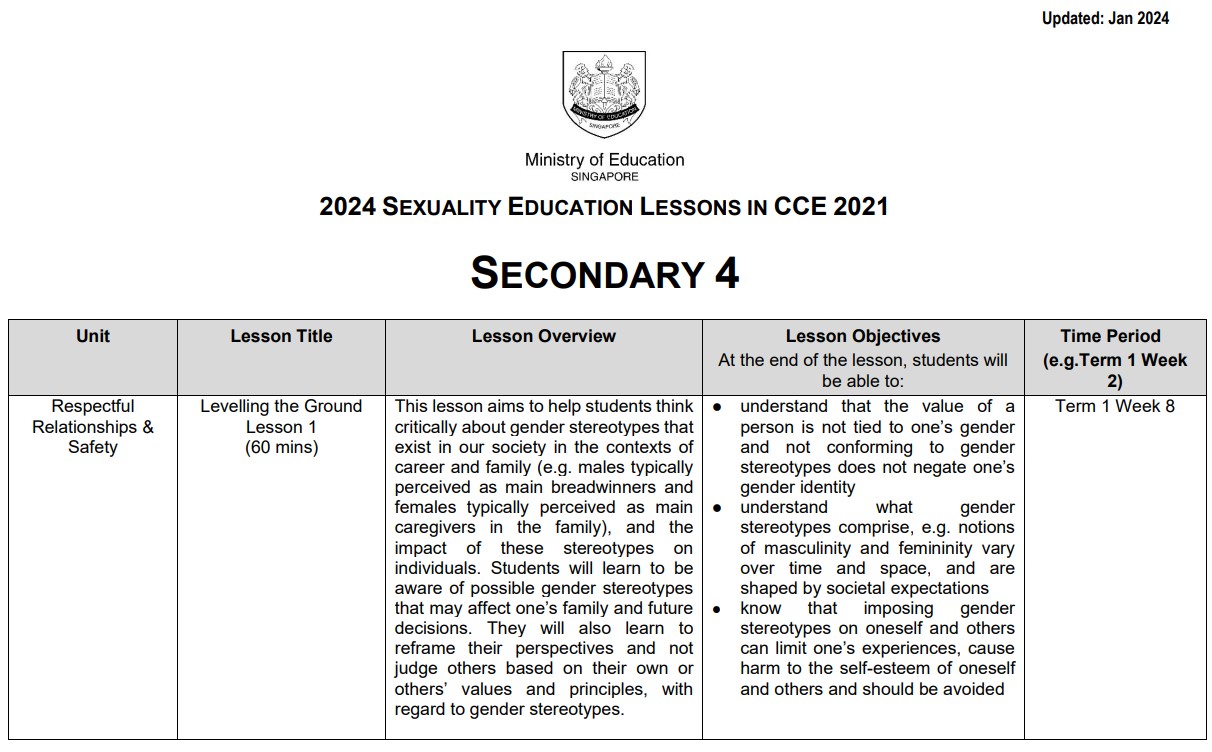 Updated: Jan 2024
MINISTRY OF EDUCATION
SINGAPORE
Ministry of Education
SINGAPORE
2024 SEXUALITY EDUCATION LESSONS IN CCE 2021
SECONDARY 4
Unit
Lesson Title
Lesson Overview
Lesson Objectives
At the end of the lesson, students will
be able to:
Time Period
(e.g.Term 1 Week
2)
Respectful
Relationships &
Safety
Levelling the Ground
Lesson 1
(60 mins)
This lesson aims to help students think
critically about gender stereotypes that
exist in our society in the contexts of
career and family (e.g. males typically
perceived as main breadwinners and
females typically perceived as main
caregivers in the family), and the
impact of these stereotypes on
individuals. Students will learn to be
aware of possible gender stereotypes
that may affect one's family and future
decisions. They will also learn to
reframe their perspectives and not
judge others based on their own or
others' values and principles, with
regard to gender stereotypes.
● understand that the value of a
person is not tied to one's gender
and not conforming to gender
stereotypes does not negate one's
gender identity
● understand what gender
stereotypes comprise, e.g. notions
of masculinity and femininity vary
over time and space, and are
shaped by societal expectations
● know that imposing gender
stereotypes on oneself and others
can limit one's experiences, cause
harm to the self-esteem of oneself
and others and should be avoided
Term 1 Week 8